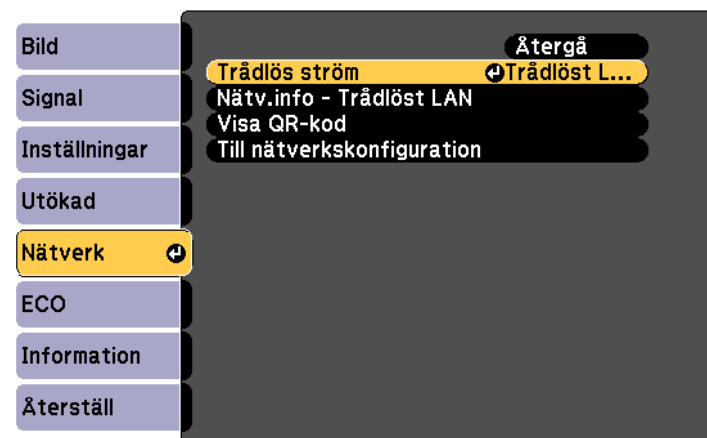 Bild
Signal
Inställningar
Utökad
Nätverk
ECO
Information
Återställ
Återgå
Trådlös ström Trådlöst L...
Nätv.info - Trådlöst LAN
Visa QR-kod
Till nätverkskonfiguration